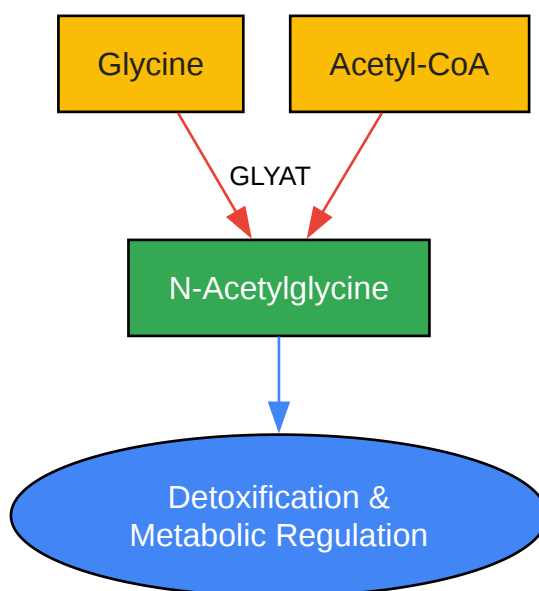 Glycine
Acetyl-CoA
GLYAT
N-Acetylglycine
Detoxification &
Metabolic Regulation